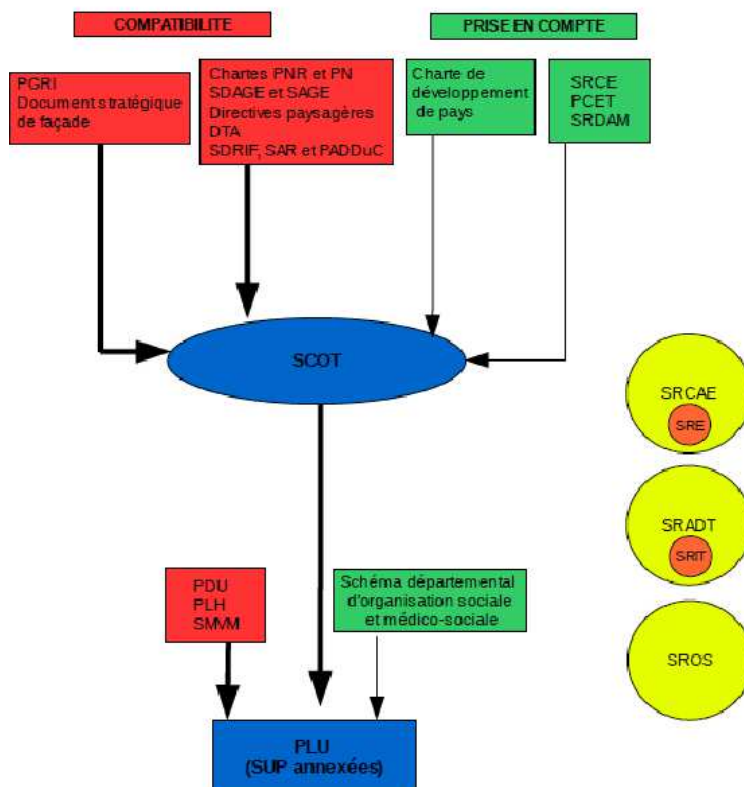 COMPATIBILITE
PRISE EN COMPTE
PGRI
Document stratégique
de façade
Chartes PNR et PN
SDAGE et SAGE
Directives paysagères
DTA
SDRIF, SAR et PADDuC
Charte de
développement
de pays
SRCE
PCET
SRDAM
SCOT
SRCAE
SRE
SRADT
SRIT
PDU
PLH
SMVM
Schéma départemental
d'organisation sociale
et médico-sociale
SROS
PLU
(SUP annexées)